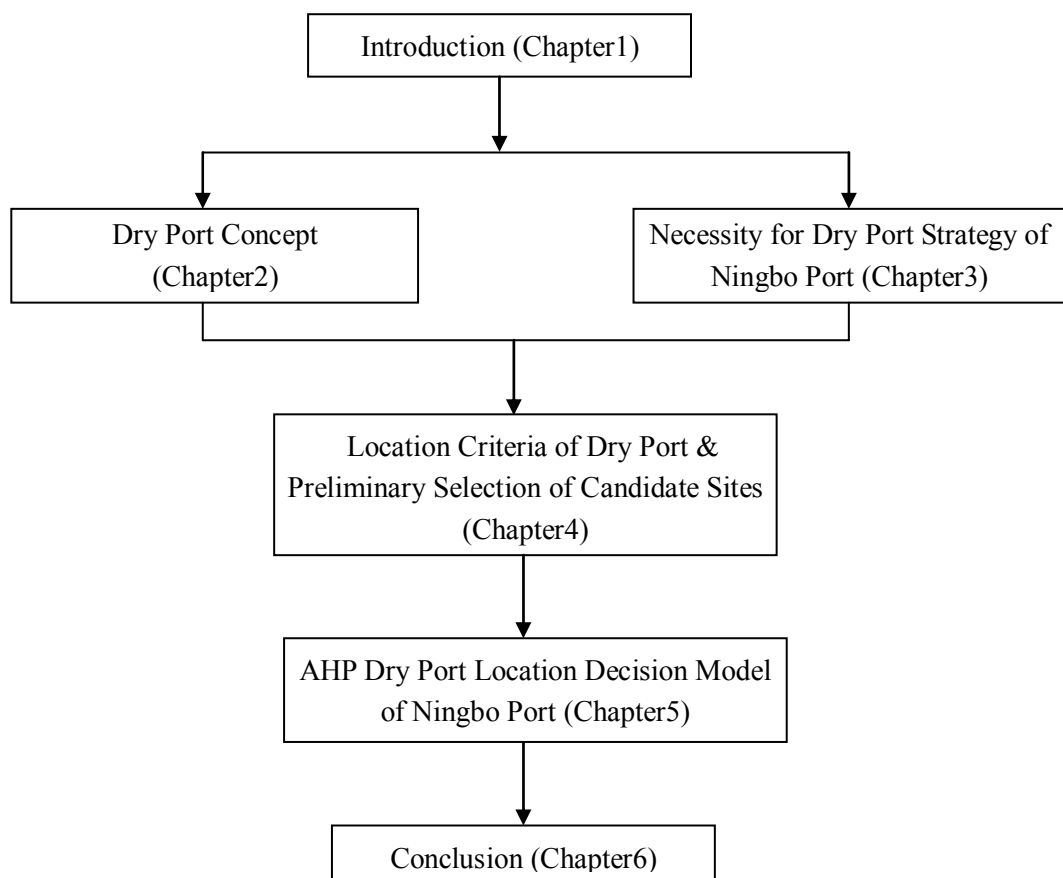 Introduction (Chapter1)
Dry Port Concept
(Chapter2)
Necessity for Dry Port Strategy of
Ningbo Port (Chapter3)
Location Criteria of Dry Port &
Preliminary Selection of Candidate Sites
(Chapter4)
AHP Dry Port Location Decision Model
of Ningbo Port (Chapter5)
Conclusion (Chapter6)